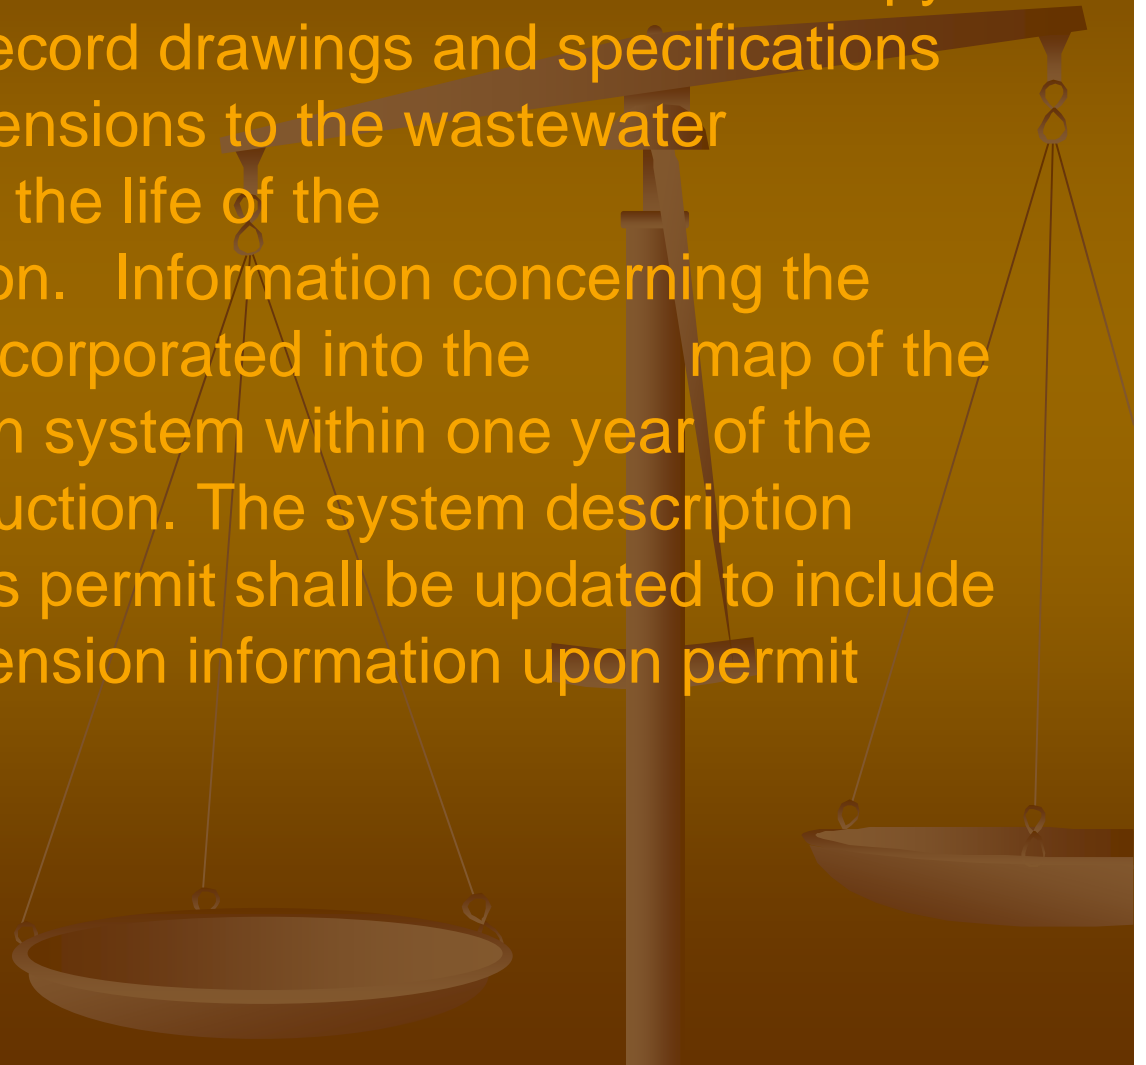 ecord drawings and specifications
ensions to the wastewater
the life of the
on. Information concerning the
corporated into the map of the
n system within one year of the
uction. The system description
s permit shall be updated to include
ension information upon permit